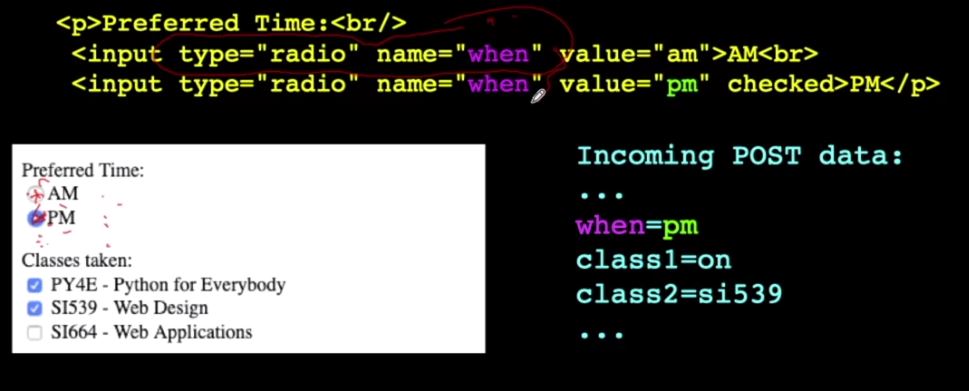 <p>Preferred Time:<br/>
<input type="radio" name="when" value="am">AM<br>
<input type="radio" name="when" value="pm" checked>PM</p>
Preferred Time:
AM
PM
Classes taken:
PY4E - Python for Everybody
SI539 - Web Design
SI664 - Web Applications
Incoming POST data:
...
when=pm
class1=on
class2=si539
...